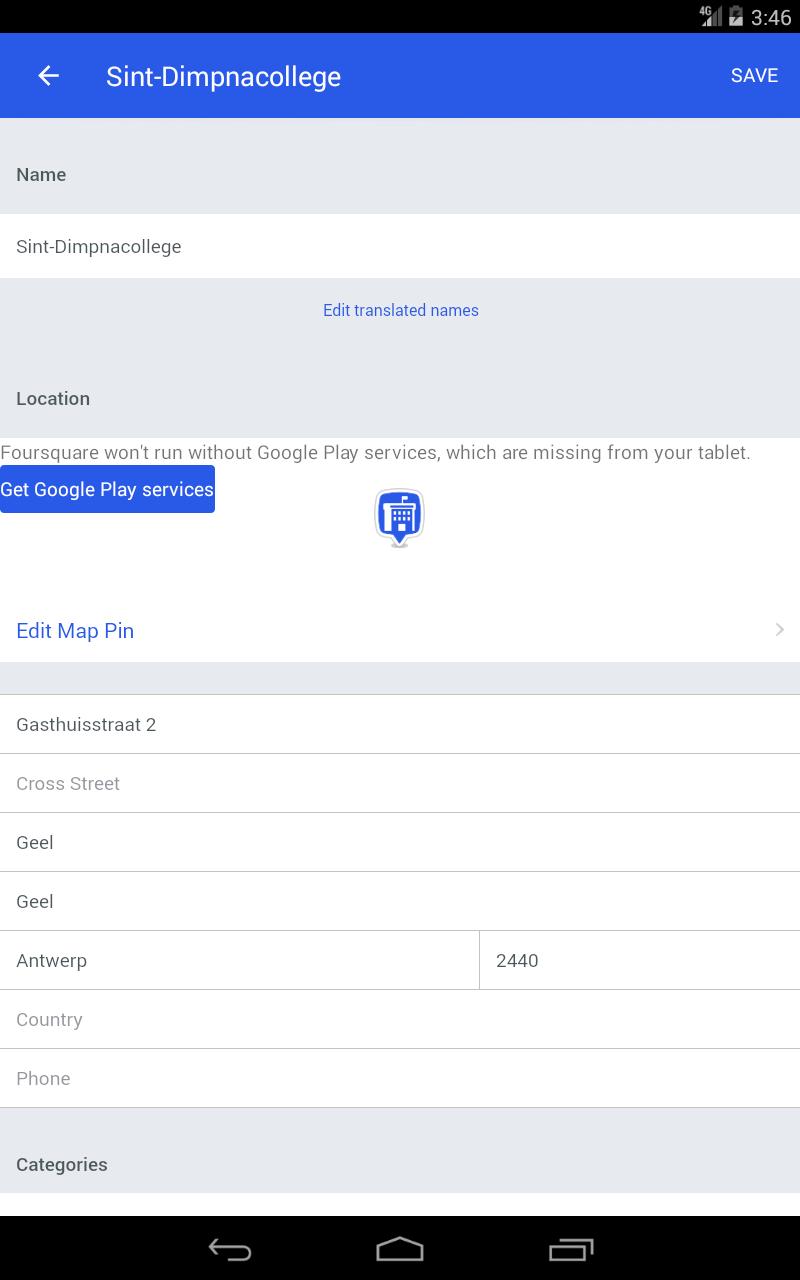 4G 3:46
Sint-Dimpnacollege SAVE
Name
Sint-Dimpnacollege
Edit translated names
Location
Foursquare won't run without Google Play services, which are missing from your tablet.
Get Google Play services
Edit Map Pin
Gasthuisstraat 2
Cross Street
Geel
Geel
Antwerp 2440
Country
Phone
Categories